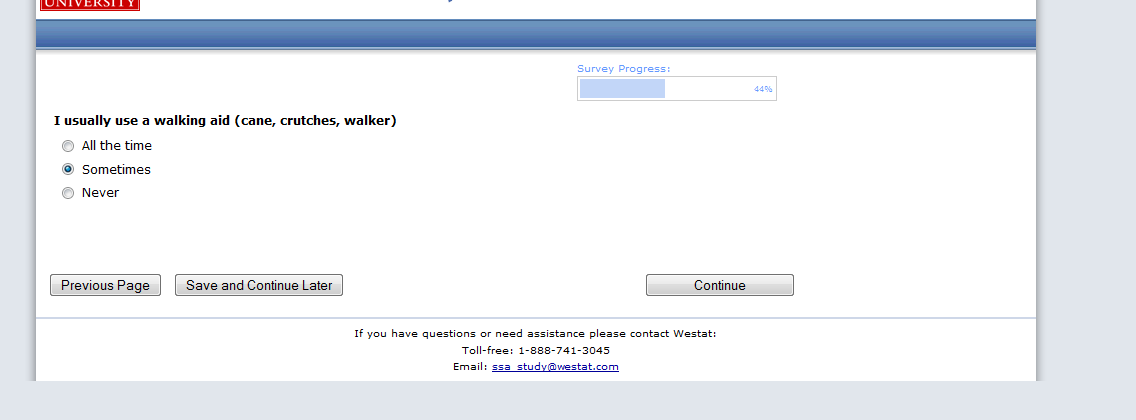 UNIVERSITY
Survey Progress:
44%
I usually use a walking aid (cane, crutches, walker)
All the time
Sometimes
Never
Previous Page
Save and Continue Later
Continue
If you have questions or need assistance please contact Westat:
Toll-free: 1-888-741-3045
Email: ssa_study@westat.com